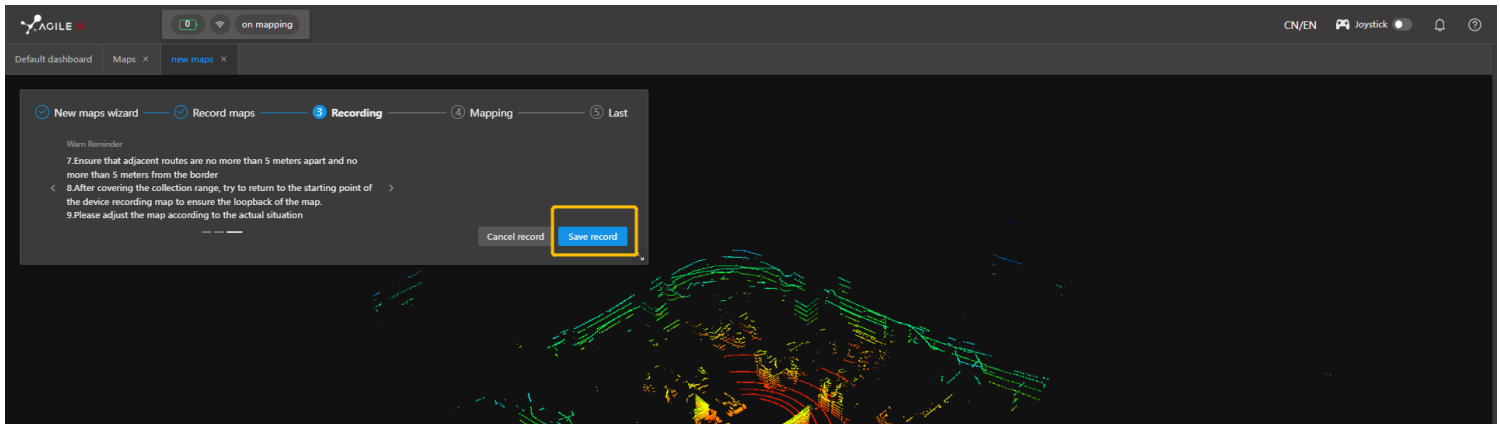 AGILE
0
on mapping
CN/EN
Joystick
Default dashboard
Maps
new maps
New maps wizard
Record maps
3 Recording
4 Mapping
5 Last
Warn Reminder
7.Ensure that adjacent routes are no more than 5 meters apart and no
more than 5 meters from the border
8.After covering the collection range, try to return to the starting point of
the device recording map to ensure the loopback of the map.
9.Please adjust the map according to the actual situation
Cancel record
Save record